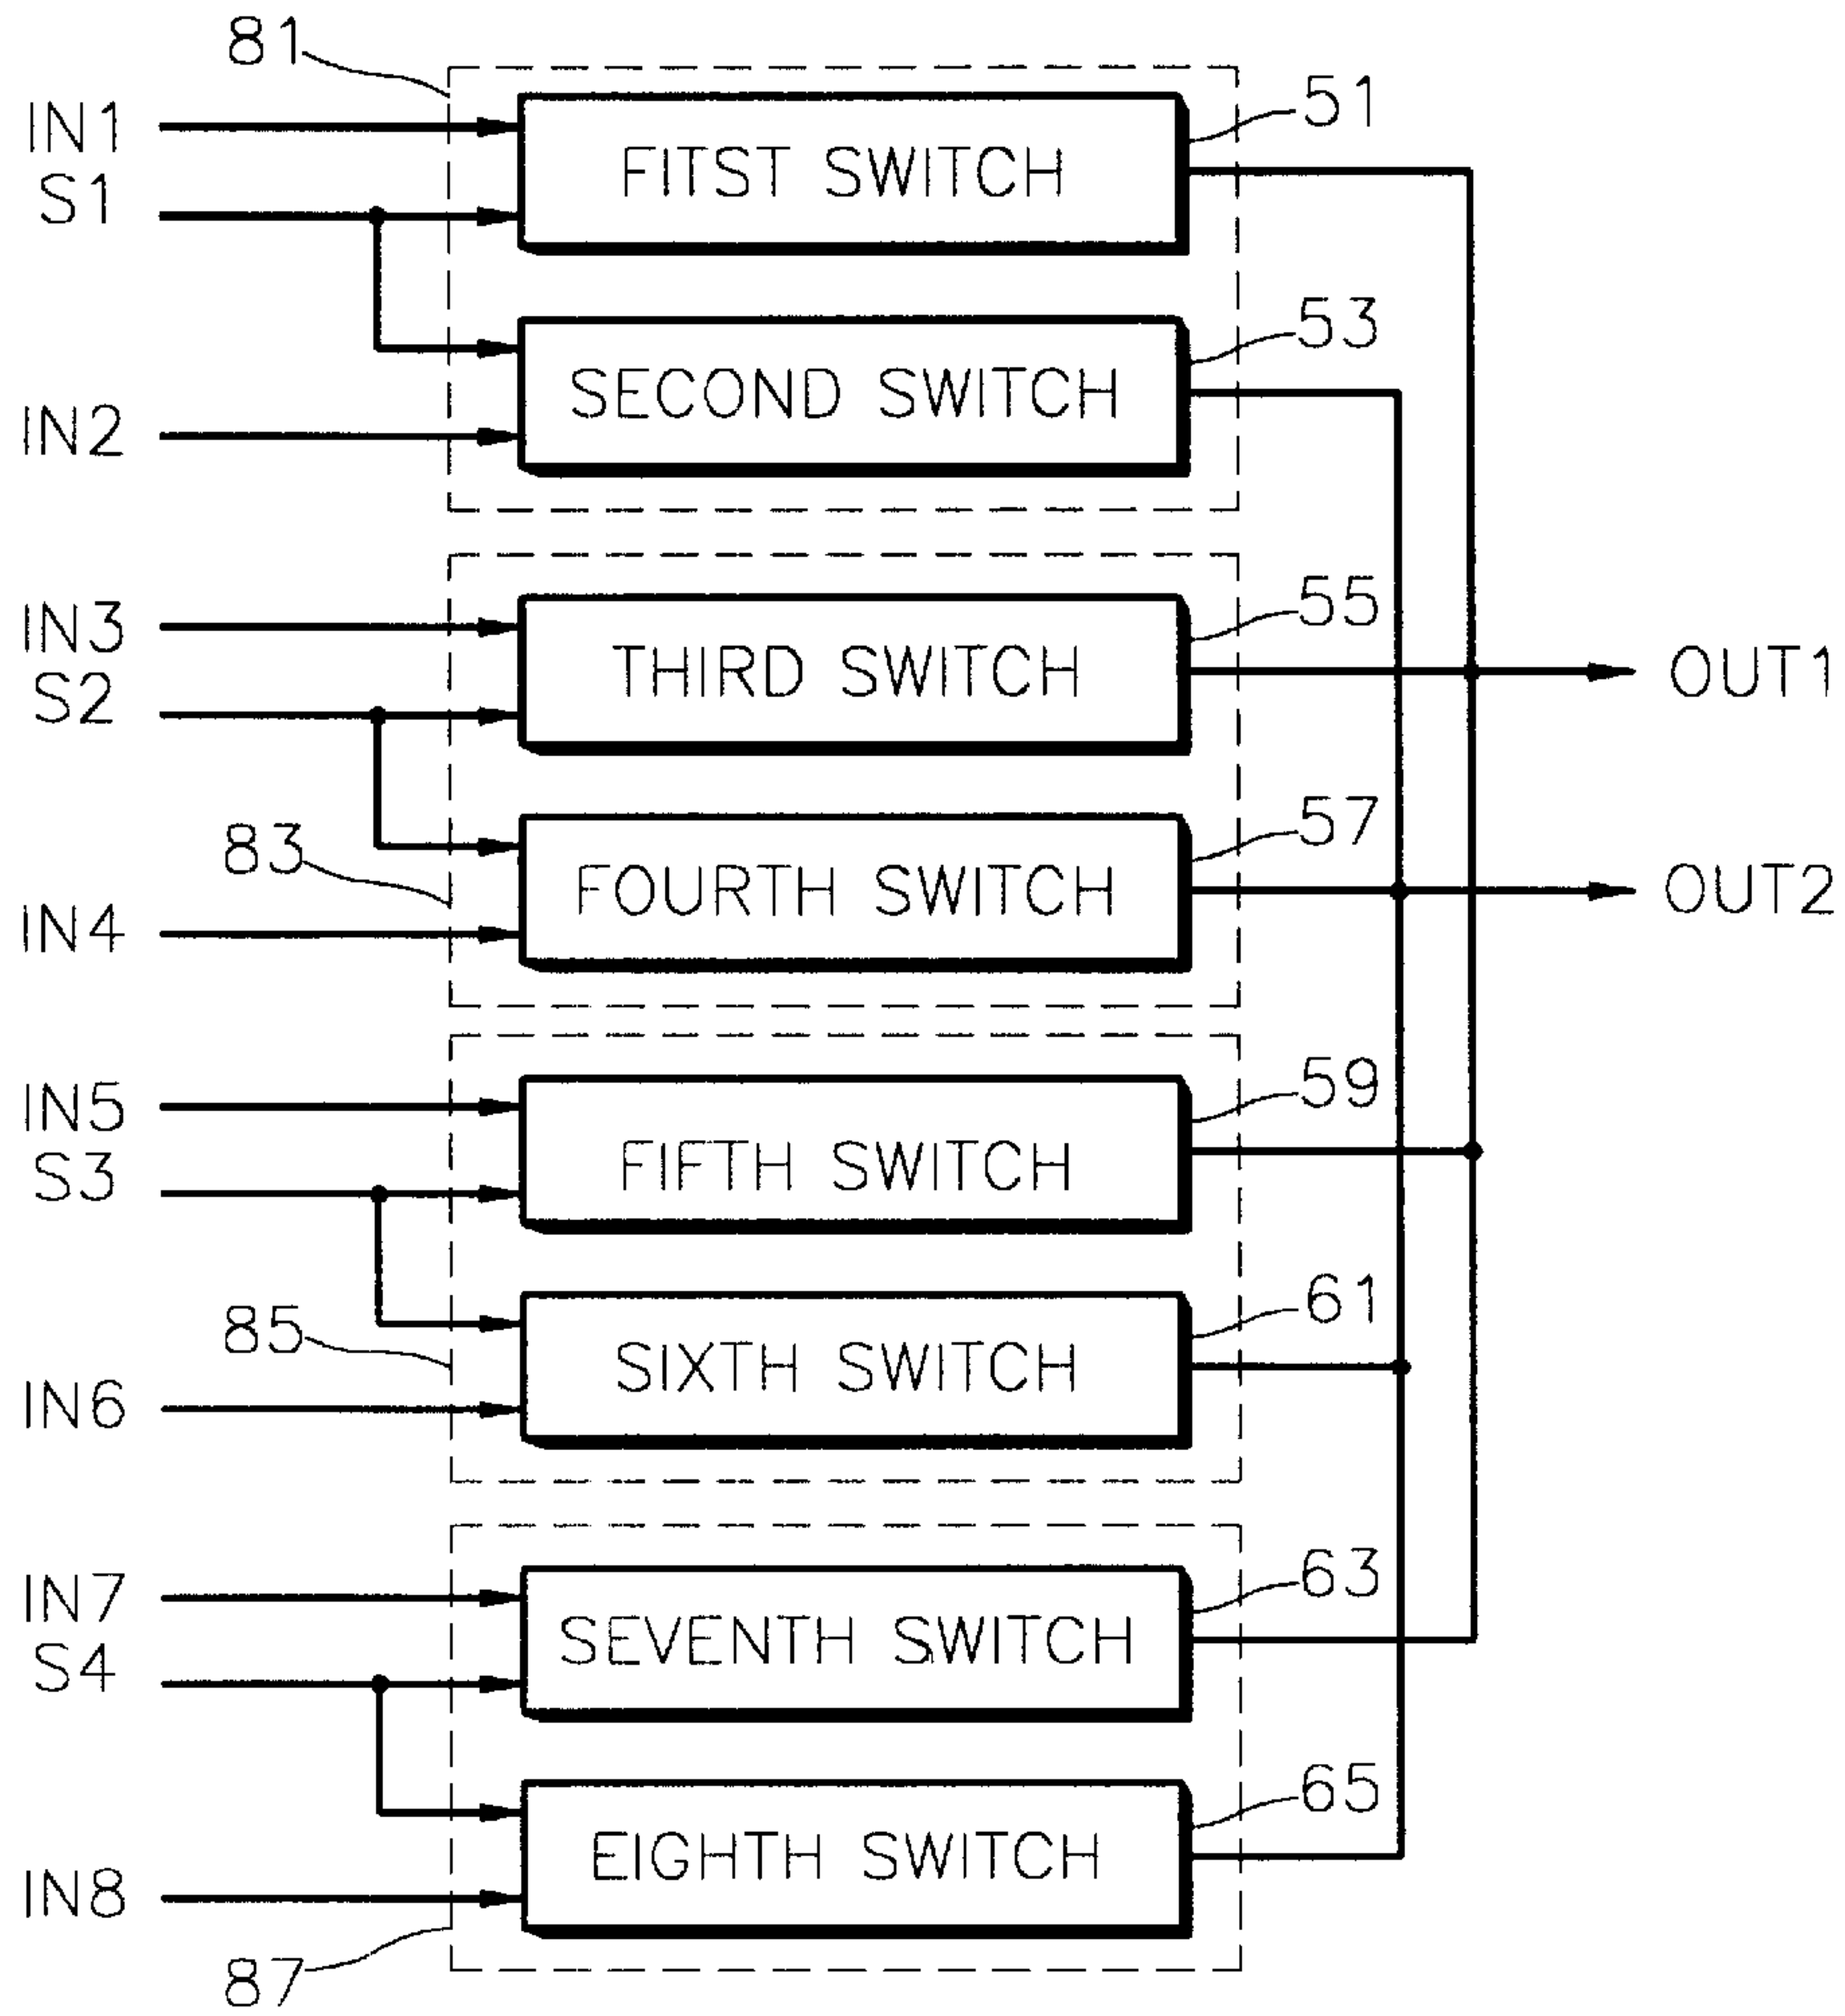 81
IN1
FITST SWITCH
51
S1
SECOND SWITCH
53
IN2
IN3
THIRD SWITCH
55
S2
OUT1
83
FOURTH SWITCH
57
IN4
OUT2
IN5
FIFTH SWITCH
59
S3
85
SIXTH SWITCH
61
IN6
IN7
SEVENTH SWITCH
63
S4
EIGHTH SWITCH
65
IN8
87